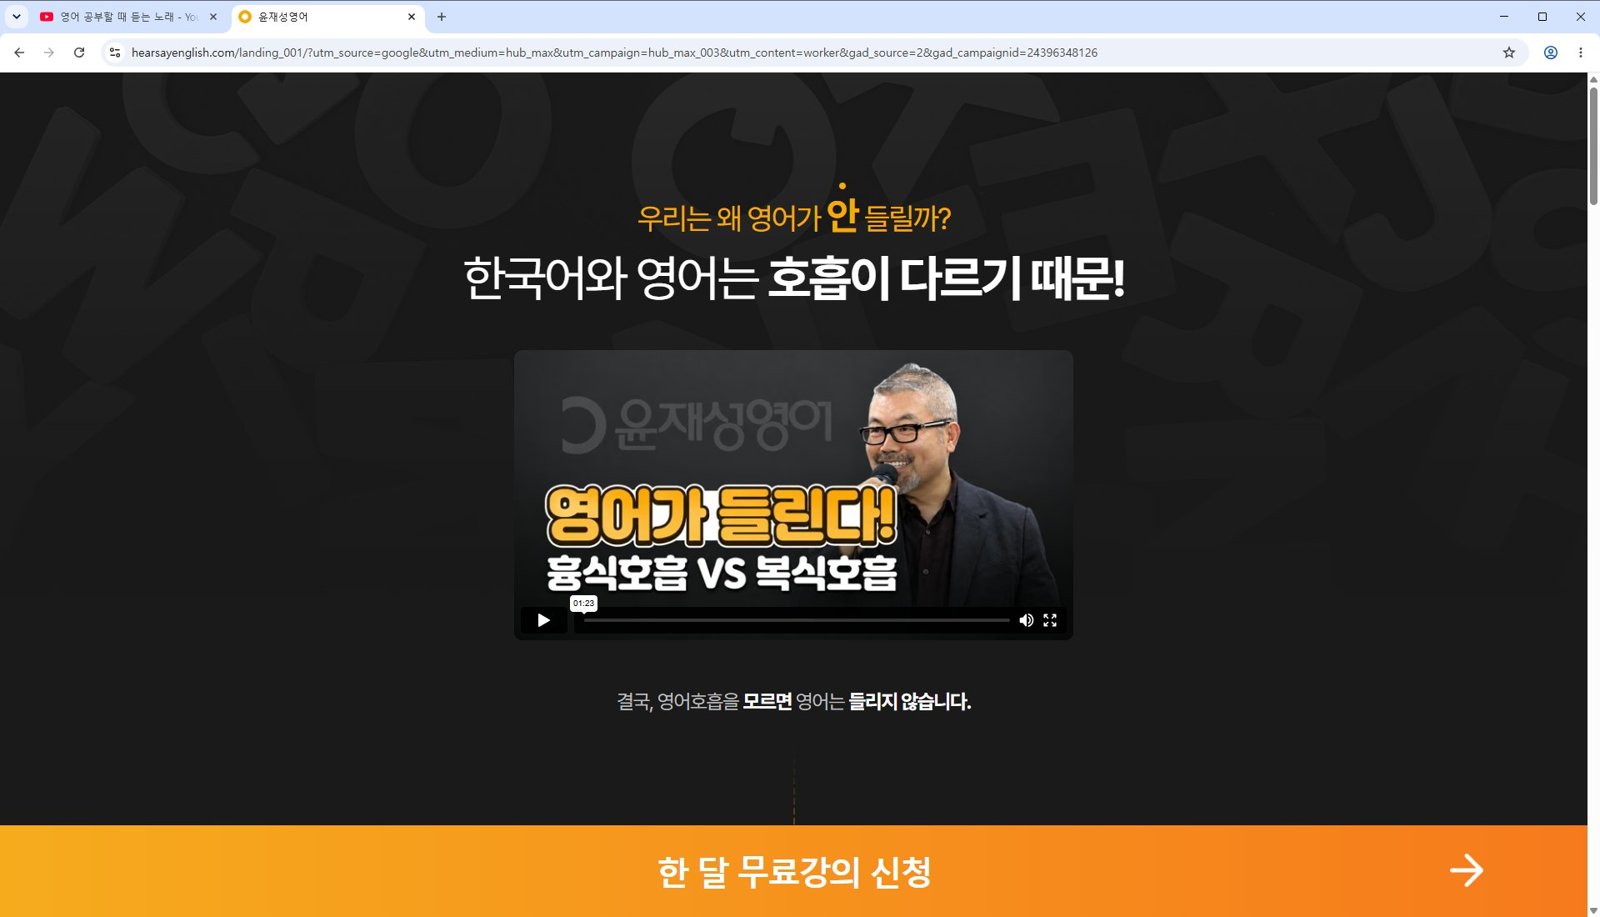 영어 공부할 때 듣는 노래 - You
윤재성영어
hearsayenglish.com/landing_001/?utm_source=google&utm_medium=hub_max&utm_campaign=hub_max_003&utm_content=worker&gad_source=2&gad_campaignid=24396348126
우리는 왜 영어가 안 들릴까?
한국어와 영어는 호흡이 다르기 때문!
윤재성영어
영어가 들린다!
흉식호흡 VS 복식호흡
01:23
결국, 영어호흡을 모르면 영어는 들리지 않습니다.
한 달 무료강의 신청